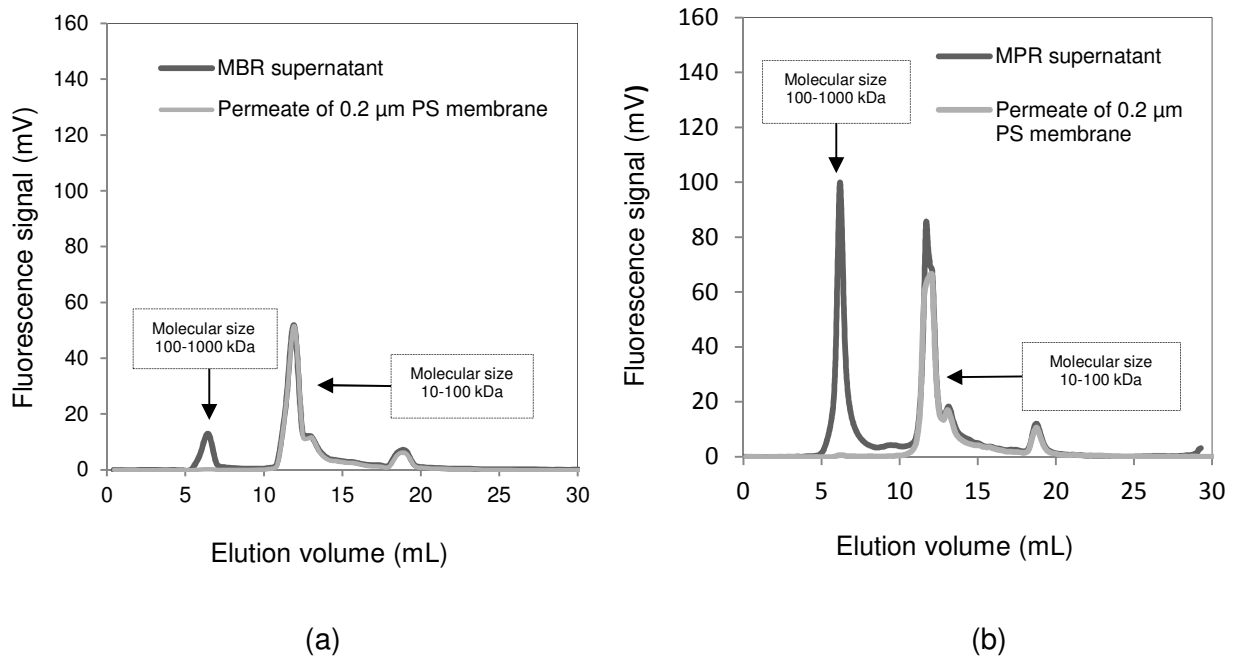 160
140
120
100
80
60
40
20
0
Fluorescence signal (mV)
MBR supernatant
Permeate of 0.2 µm PS membrane
Molecular size
100-1000 kDa
Molecular size
10-100 kDa
0 5 10 15 20 25 30
Elution volume (mL)
(a)
160
140
120
100
80
60
40
20
0
Fluorescence signal (mV)
Molecular size
100-1000 kDa
MPR supernatant
Permeate of 0.2 µm
PS membrane
Molecular size
10-100 kDa
0 5 10 15 20 25 30
Elution volume (mL)
(b)